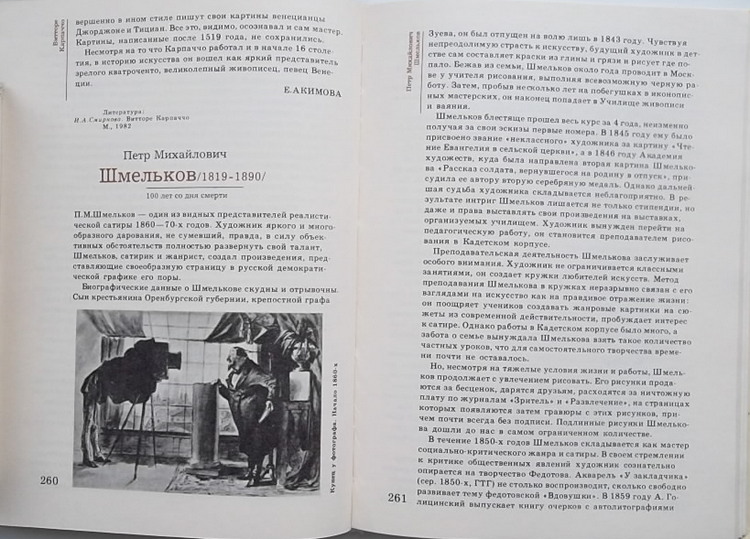 Витторе
Карпаччо
вершенно в ином стиле пишут свои картины венецианцы
Джорджоне и Тициан. Все это, видимо, осознавал и сам мастер.
Картины, написанные после 1519 года, не сохранились.
Несмотря на то что Карпаччо работал и в начале 16 столе-
тия, в историю искусства он вошел как яркий представитель
зрелого кватроченто, великолепный живописец, певец Вене-
ции.
Е.АКИМОВА
Литература:
И.А.Смирнова. Витторе Карпаччо
М., 1982
Петр Михайлович
Шмельков/1819-1890/
100 лет со дня смерти
П.М.Шмельков — один из видных представителей реалисти-
ческой сатиры 1860—70-х годов. Художник яркого и мно-
гообразного дарования, не сумевший, правда, в силу объек-
тивных обстоятельств полностью развернуть свой талант,
Шмельков, сатирик и жанрист, создал произведения, пред-
ставляющие своеобразную страницу в русской демократи-
ческой графике его поры.
Биографические данные о Шмелькове скудны и отрывочны.
Сын крестьянина Оренбургской губернии, крепостной графа
Купец у фотографа. Начало 1860-х
260
Петр Михайлович
Шмельков
Зуева, он был отпущен на волю лишь в 1843 году. Чувствуя
непреодолимую страсть к искусству, будущий художник в дет-
стве сам составляет краски из глины и грязи и рисует где по-
пало. Бежав из семьи, Шмельков около года проводит в Моск-
ве у учителя рисования, выполняя всевозможную черную ра-
боту. Затем, пробыв несколько лет на побегушках в иконопис-
ных мастерских, он наконец попадает в Училище живописи
и ваяния.
Шмельков блестяще прошел весь курс за 4 года, неизменно
получая за свои эскизы первые номера. В 1845 году ему было
присвоено звание «неклассного» художника за картину «Чте-
ние Евангелия в сельской церкви», а в 1846 году Академия
художеств, куда была направлена вторая картина Шмелько-
ва «Рассказ солдата, вернувшегося на родину в отпуск», при-
судила ее автору вторую серебряную медаль. Однако дальней-
шая судьба художника складывается неблагоприятно. В ре-
зультате интриг Шмельков лишается не только стипендии, но
даже и права выставлять свои произведения на выставках,
организуемых училищем. Художник вынужден перейти на
педагогическую работу, он становится преподавателем рисо-
вания в Кадетском корпусе.
Преподавательская деятельность Шмелькова заслуживает
особого внимания. Художник не ограничивается классными
занятиями, он создает кружки любителей искусств. Метод
преподавания Шмелькова в кружках неразрывно связан с его
взглядами на искусство как на правдивое отражение жизни:
он поощряет учеников создавать жанровые картинки на сю-
жеты из современной действительности, пробуждает интерес
к сатире. Однако работы в Кадетском корпусе было много, а
забота о семье вынуждала Шмелькова взять такое количество
частных уроков, что для самостоятельного творчества време-
ни почти не оставалось.
Но, несмотря на тяжелые условия жизни и работы, Шмель-
ков продолжает с увлечением рисовать. Его рисунки прода-
ются за бесценок, дарятся друзьям, расходятся за ничтожную
плату по журналам «Зритель» и «Развлечение», на страницах
которых появляются затем гравюры с этих рисунков, при-
чем почти всегда без подписи. Подлинные рисунки Шмелько-
ва дошли до нас в самом ограниченном количестве.
В течение 1850-х годов Шмельков складывается как мастер
социально-критического жанра и сатиры. В своем стремлении
к критике общественных явлений художник сознательно
опирается на творчество Федотова. Акварель «У закладчика»
(сер. 1850-х, ГТГ) не столько воспроизводит, сколько свободно
развивает тему федотовской «Вдовушки». В 1859 году А. Го-
лицинский выпускает книгу очерков с автолитографиями
261